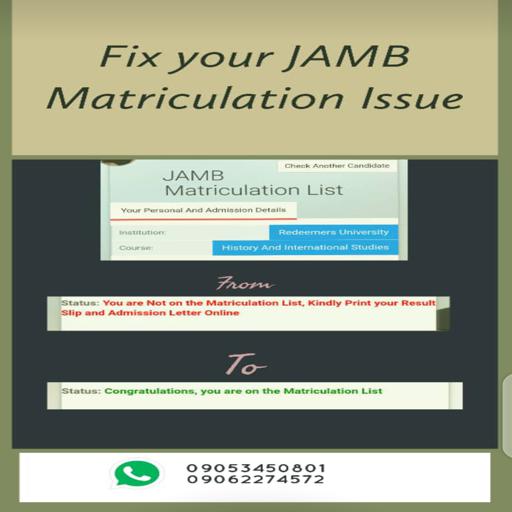 Fix your JAMB
Matriculation Issue
Check Another Candidate
JAMB
Matriculation List
Your Personal And Admission Details
Institution: Redeemers University
Course: History And International Studies
From
Status: You are Not on the Matriculation List, Kindly Print your Result
Slip and Admission Letter Online
To
Status: Congratulations, you are on the Matriculation List
09053450801
09062274572